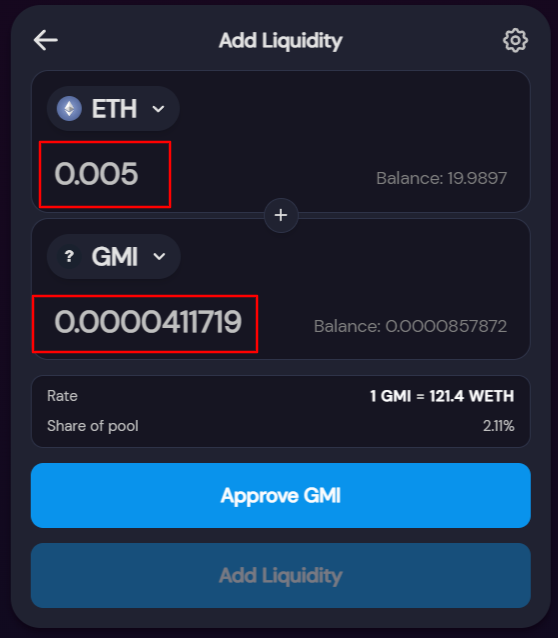 Add Liquidity
ETH
0.005
Balance: 19.9897
+
? GMI
0.0000411719
Balance: 0.0000857872
Rate 1 GMI = 121.4 WETH
Share of pool 2.11%
Approve GMI
Add Liquidity